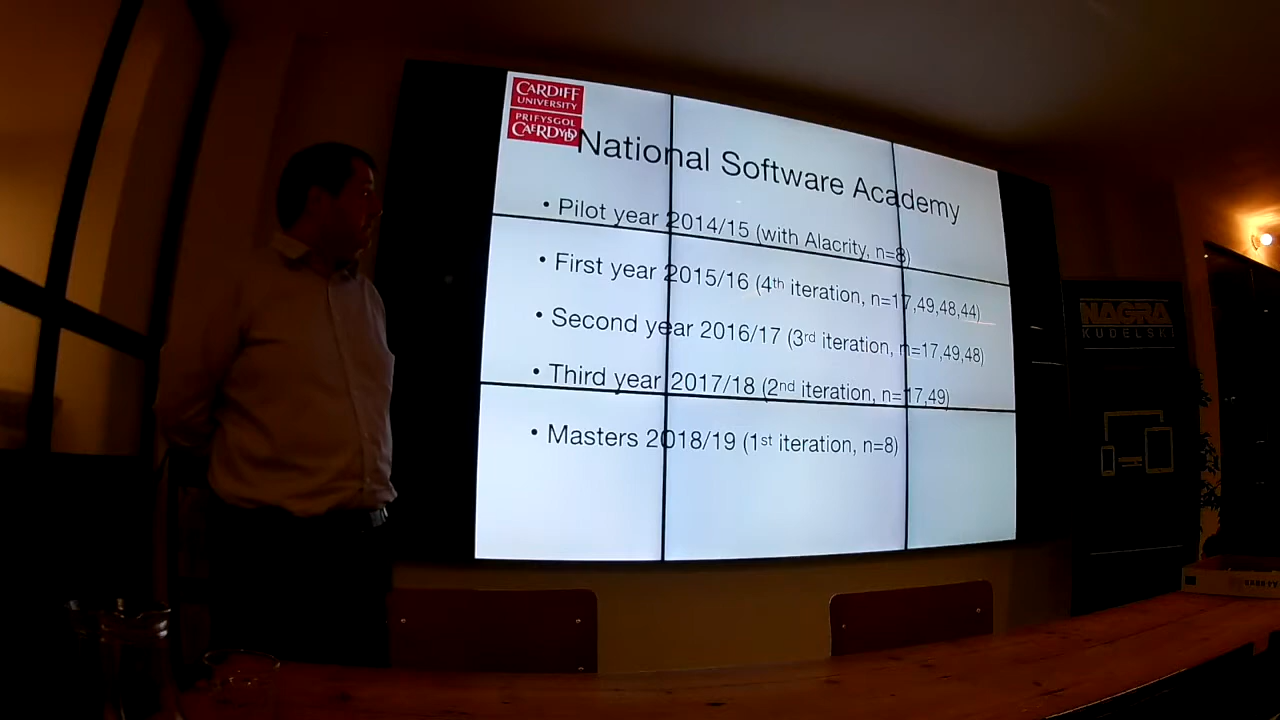 CARDIFF
UNIVERSITY
PRIFYSGOL
CAERDYDD
National Software Academy
• Pilot year 2014/15 (with Alacrity, n=8)
• First year 2015/16 (4th iteration, n=17,49,48,44)
• Second year 2016/17 (3rd iteration, n=17,49,48)
• Third year 2017/18 (2nd iteration, n=17,49)
• Masters 2018/19 (1st iteration, n=8)
NAGRA
KUDELSKI